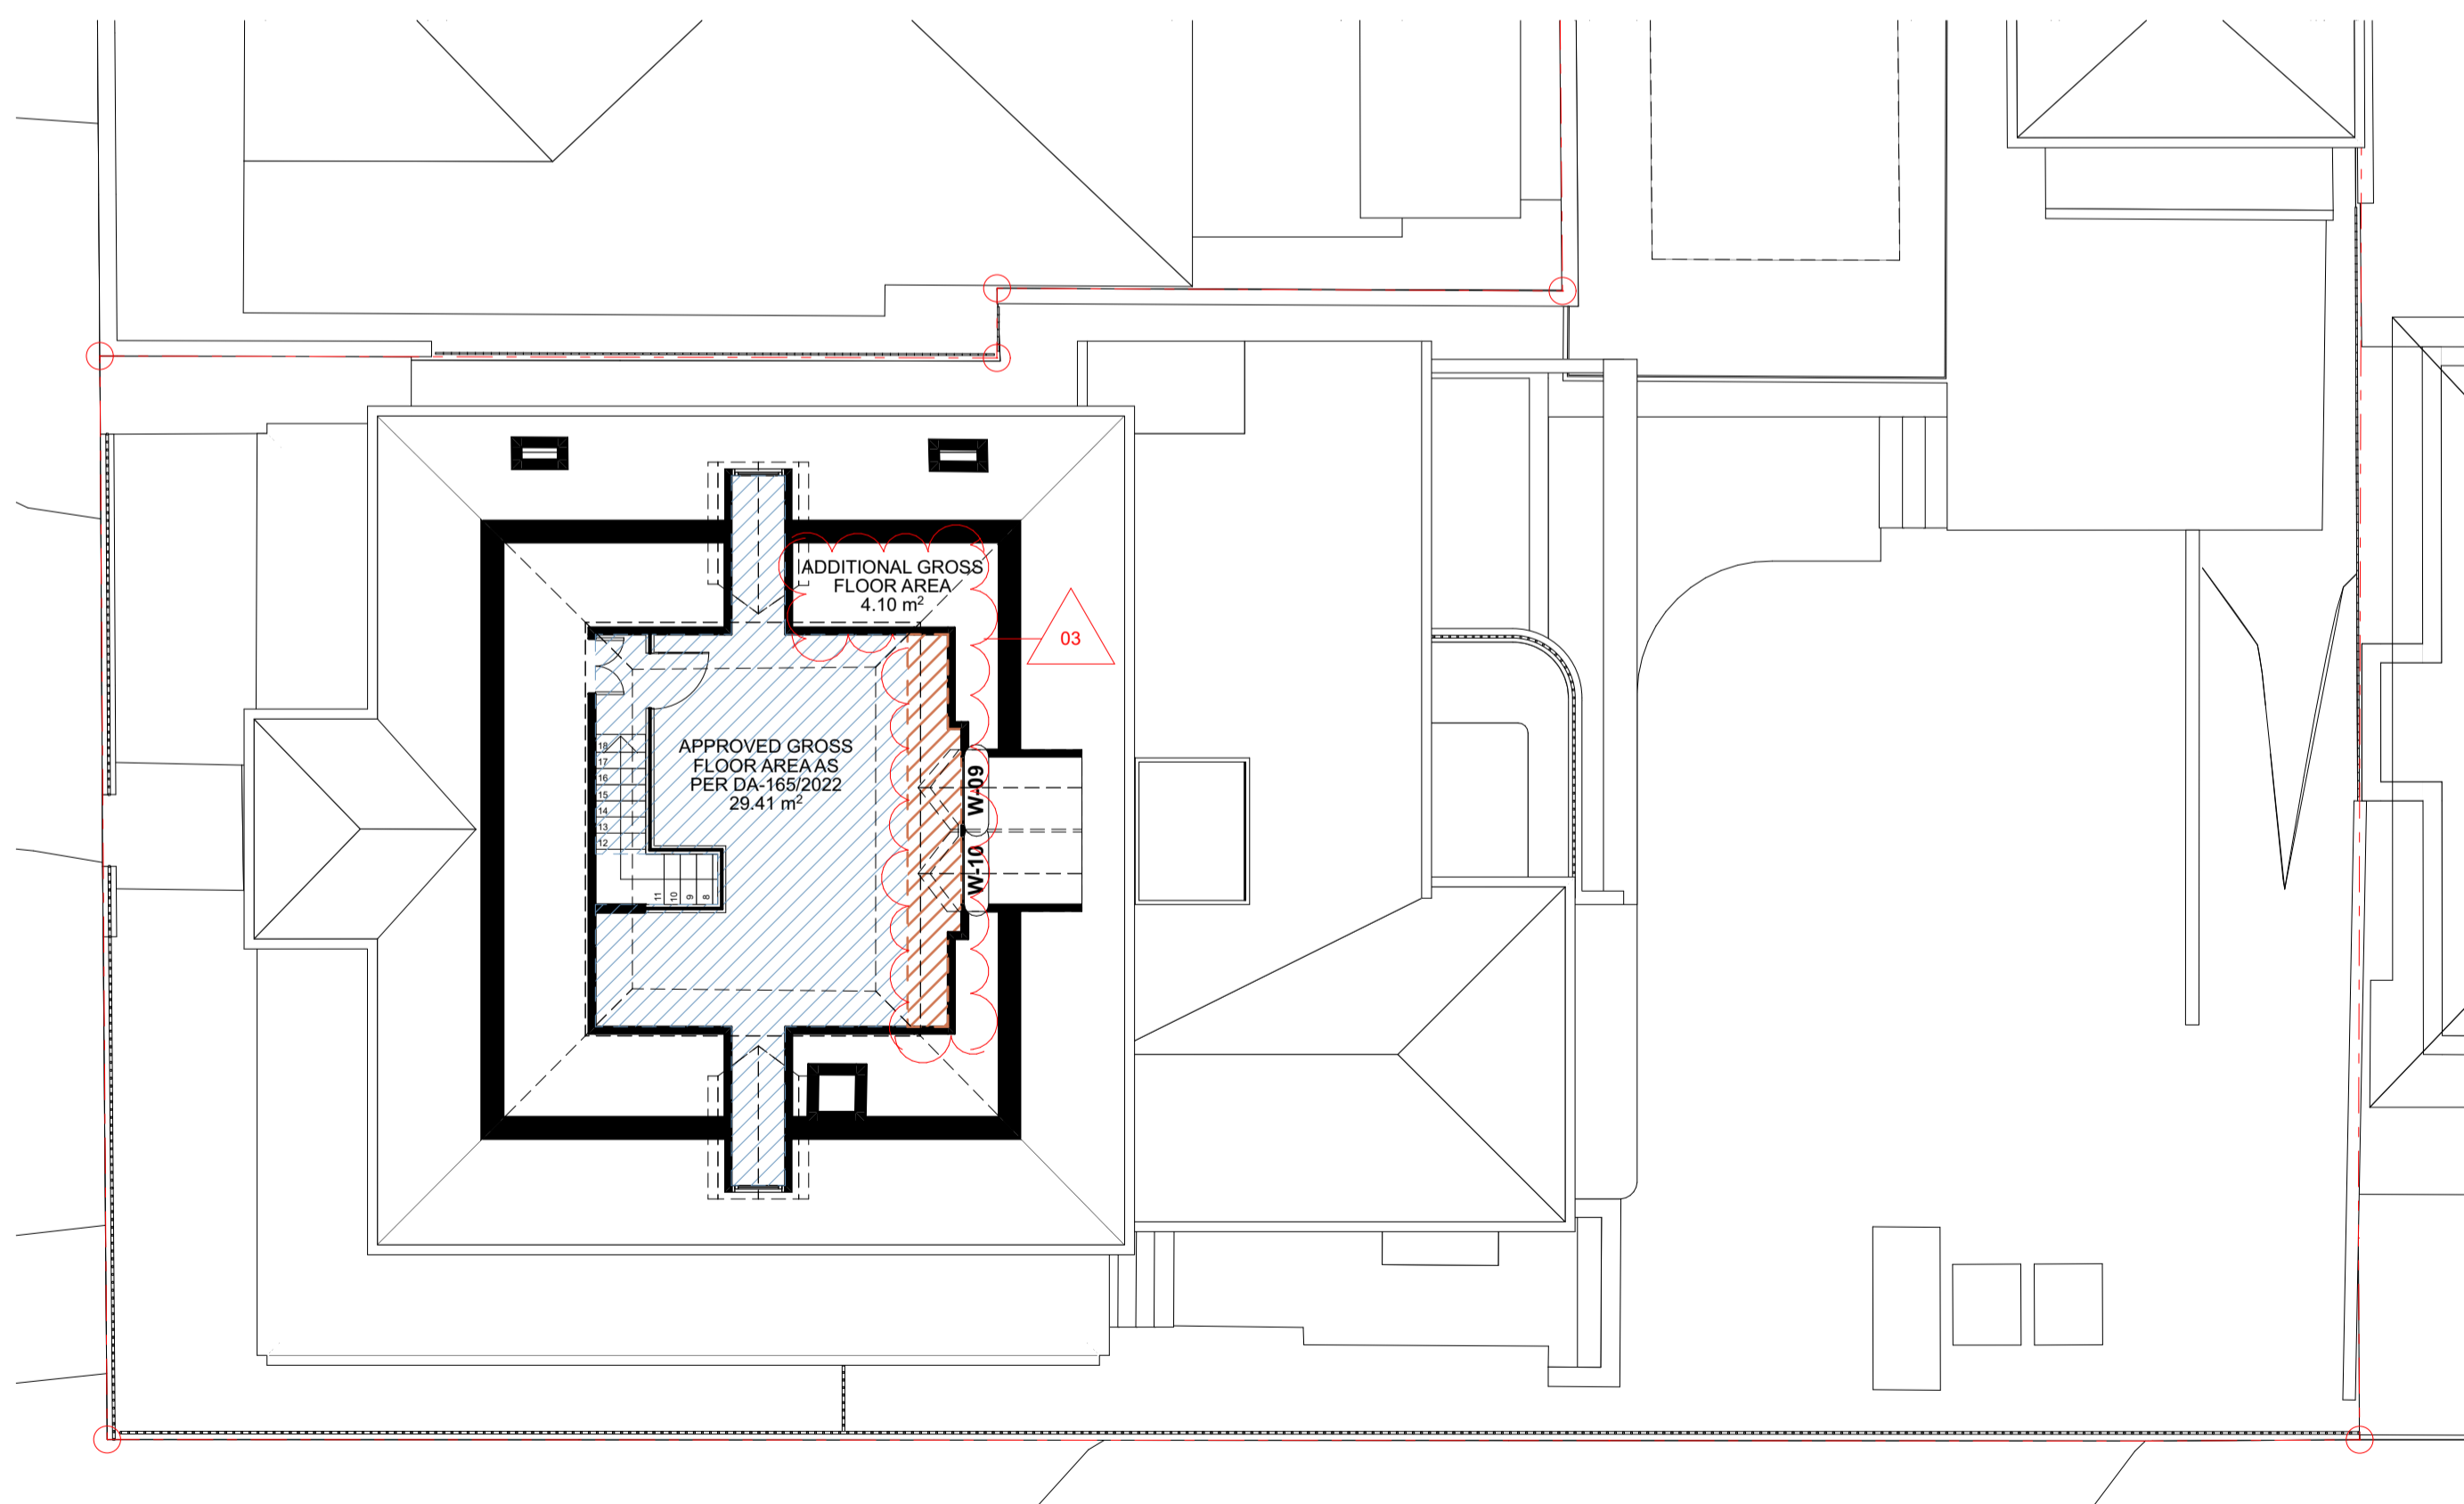 ADDITIONAL GROSS
FLOOR AREA
4.10 m²
03
APPROVED GROSS
FLOOR AREA AS
PER DA-165/2022
29.41 m²
18
17
16
15
14
13
12
11
10
9
8
W-09
W-10